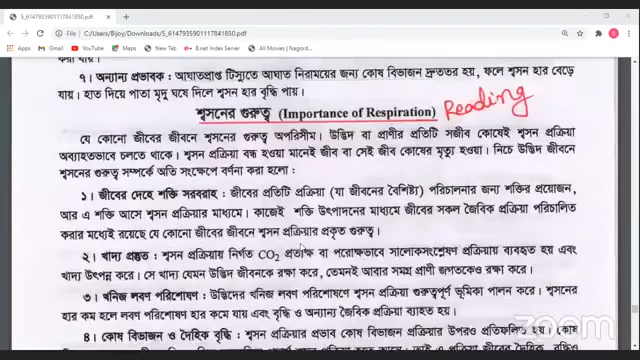 5_6147935901117841850.pdf
File | C:/Users/Bijoy/Downloads/5_6147935901117841850.pdf
Apps
YouTube
Maps
News
Gmail
E.net Index Server
All Movies | Nagord...
করা যায়।
৭। অন্যান্য প্রভাবক : আঘাতপ্রাপ্ত টিস্যুতে আঘাত নিরাময়ের জন্য কোষ বিভাজন দ্রুততর হয়, ফলে শ্বসন হার বেড়ে
যায়। হাত দিয়ে পাতা মৃদু ঘষে দিলে শ্বসন হার বৃদ্ধি পায়।
শ্বসনের গুরুত্ব (Importance of Respiration) Reading
যে কোনো জীবের জীবনে শ্বসনের গুরুত্ব অপরিসীম। উদ্ভিদ বা প্রাণীর প্রতিটি সজীব কোষেই শ্বসন প্রক্রিয়া
অব্যাহতভাবে চলতে থাকে। শ্বসন প্রক্রিয়া বন্ধ হওয়া মানেই জীব বা সেই জীব কোষের মৃত্যু হওয়া। নিচে উদ্ভিদ জীবনে
শ্বসনের গুরুত্ব সম্পর্কে অতি সংক্ষেপে বর্ণনা করা হলো:
১। জীবের দেহে শক্তি সরবরাহ : জীবের প্রতিটি প্রক্রিয়া (যা জীবনের বৈশিষ্ট্য) পরিচালনার জন্য শক্তির প্রয়োজন,
আর এ শক্তি আসে শ্বসন প্রক্রিয়ার মাধ্যমে। কাজেই শক্তি উৎপাদনের মাধ্যমে জীবের সকল জৈবিক প্রক্রিয়া পরিচালিত
করার মধ্যেই রয়েছে যে কোনো জীবের জীবনে শ্বসন প্রক্রিয়ার প্রকৃত গুরুত্ব।
২। খাদ্য প্রস্তুত : শ্বসন প্রক্রিয়ায় নির্গত CO2 প্রত্যক্ষ বা পরোক্ষভাবে সালোকসংশ্লেষণ প্রক্রিয়ায় ব্যবহৃত হয় এবং
খাদ্য উৎপন্ন করে। সে খাদ্য যেমন উদ্ভিদ জীবনকে রক্ষা করে, তেমনই আবার সমগ্র প্রাণী জগতকেও রক্ষা করে।
৩। খনিজ লবণ পরিশোষণ : উদ্ভিদের খনিজ লবণ পরিশোষণে শ্বসন প্রক্রিয়া গুরুত্বপূর্ণ ভূমিকা পালন করে। শ্বসনের
হার কম হলে লবণ পরিশোষণ হার কমে যায় এবং বৃদ্ধি ও অন্যান্য জৈবিক প্রক্রিয়া ব্যাহত হয়।
৪। কোষ বিভাজন ও দৈহিক বৃদ্ধি : শ্বসন প্রক্রিয়ার প্রভাব কোষ বিভাজন প্রক্রিয়ার উপরও প্রতিফলিত হয়। কোষ
zoom